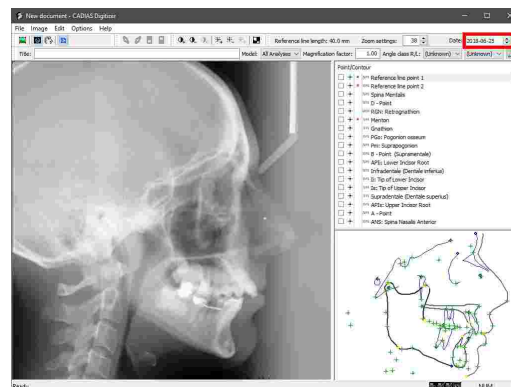 New document - CADIAS Digitizer
File Image Edit Options Help
Reference line length: 40.0 mm Zoom settings: 38 Date: 2018-06-25
Title: Model: All Analyses Magnification factor: 1.00 Angle class R/L: (Unknown) (Unknown)
Point/Contour
Reference line point 1
Reference line point 2
Spina Mentalis
D - Point
RGN: Retrognathion
Menton
Gnathion
PGo: Pogonion osseum
Pm: Suprapogonion
B - Point (Supramentale)
APIi: Lower Incisor Root
Infradentale (Dentale inferius)
Ii: Tip of Lower Incisor
Is: Tip of Upper Incisor
Supradentale (Dentale superius)
APIs: Upper Incisor Root
A - Point
ANS: Spina Nasalis Anterior
Ready
NUM